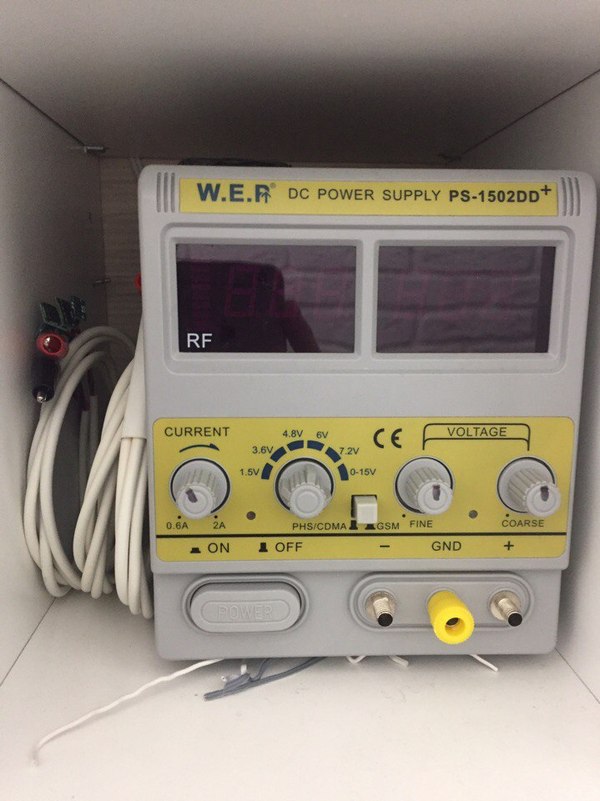 W.E.P® DC POWER SUPPLY PS-1502DD+
RF
CURRENT
0.6A 2A
1.5V 3.6V 4.8V 6V 7.2V 0-15V
CE
VOLTAGE
PHS/CDMA GSM
FINE
COARSE
ON OFF
− GND +
POWER